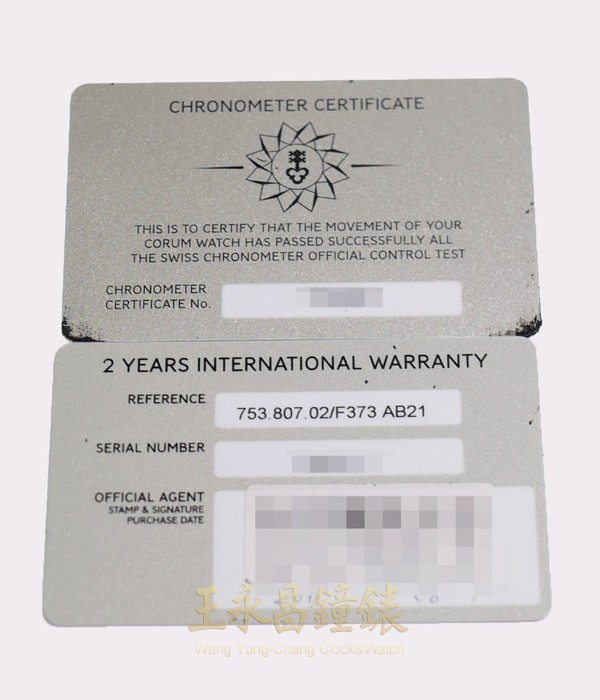 CHRONOMETER CERTIFICATE
THIS IS TO CERTIFY THAT THE MOVEMENT OF YOUR
CORUM WATCH HAS PASSED SUCCESSFULLY ALL
THE SWISS CHRONOMETER OFFICIAL CONTROL TEST
CHRONOMETER
CERTIFICATE No.
2 YEARS INTERNATIONAL WARRANTY
REFERENCE
753.807.02/F373 AB21
SERIAL NUMBER
OFFICIAL AGENT
STAMP & SIGNATURE
PURCHASE DATE
王永昌鐘錶
Wang Yung-Chang Clock&Watch